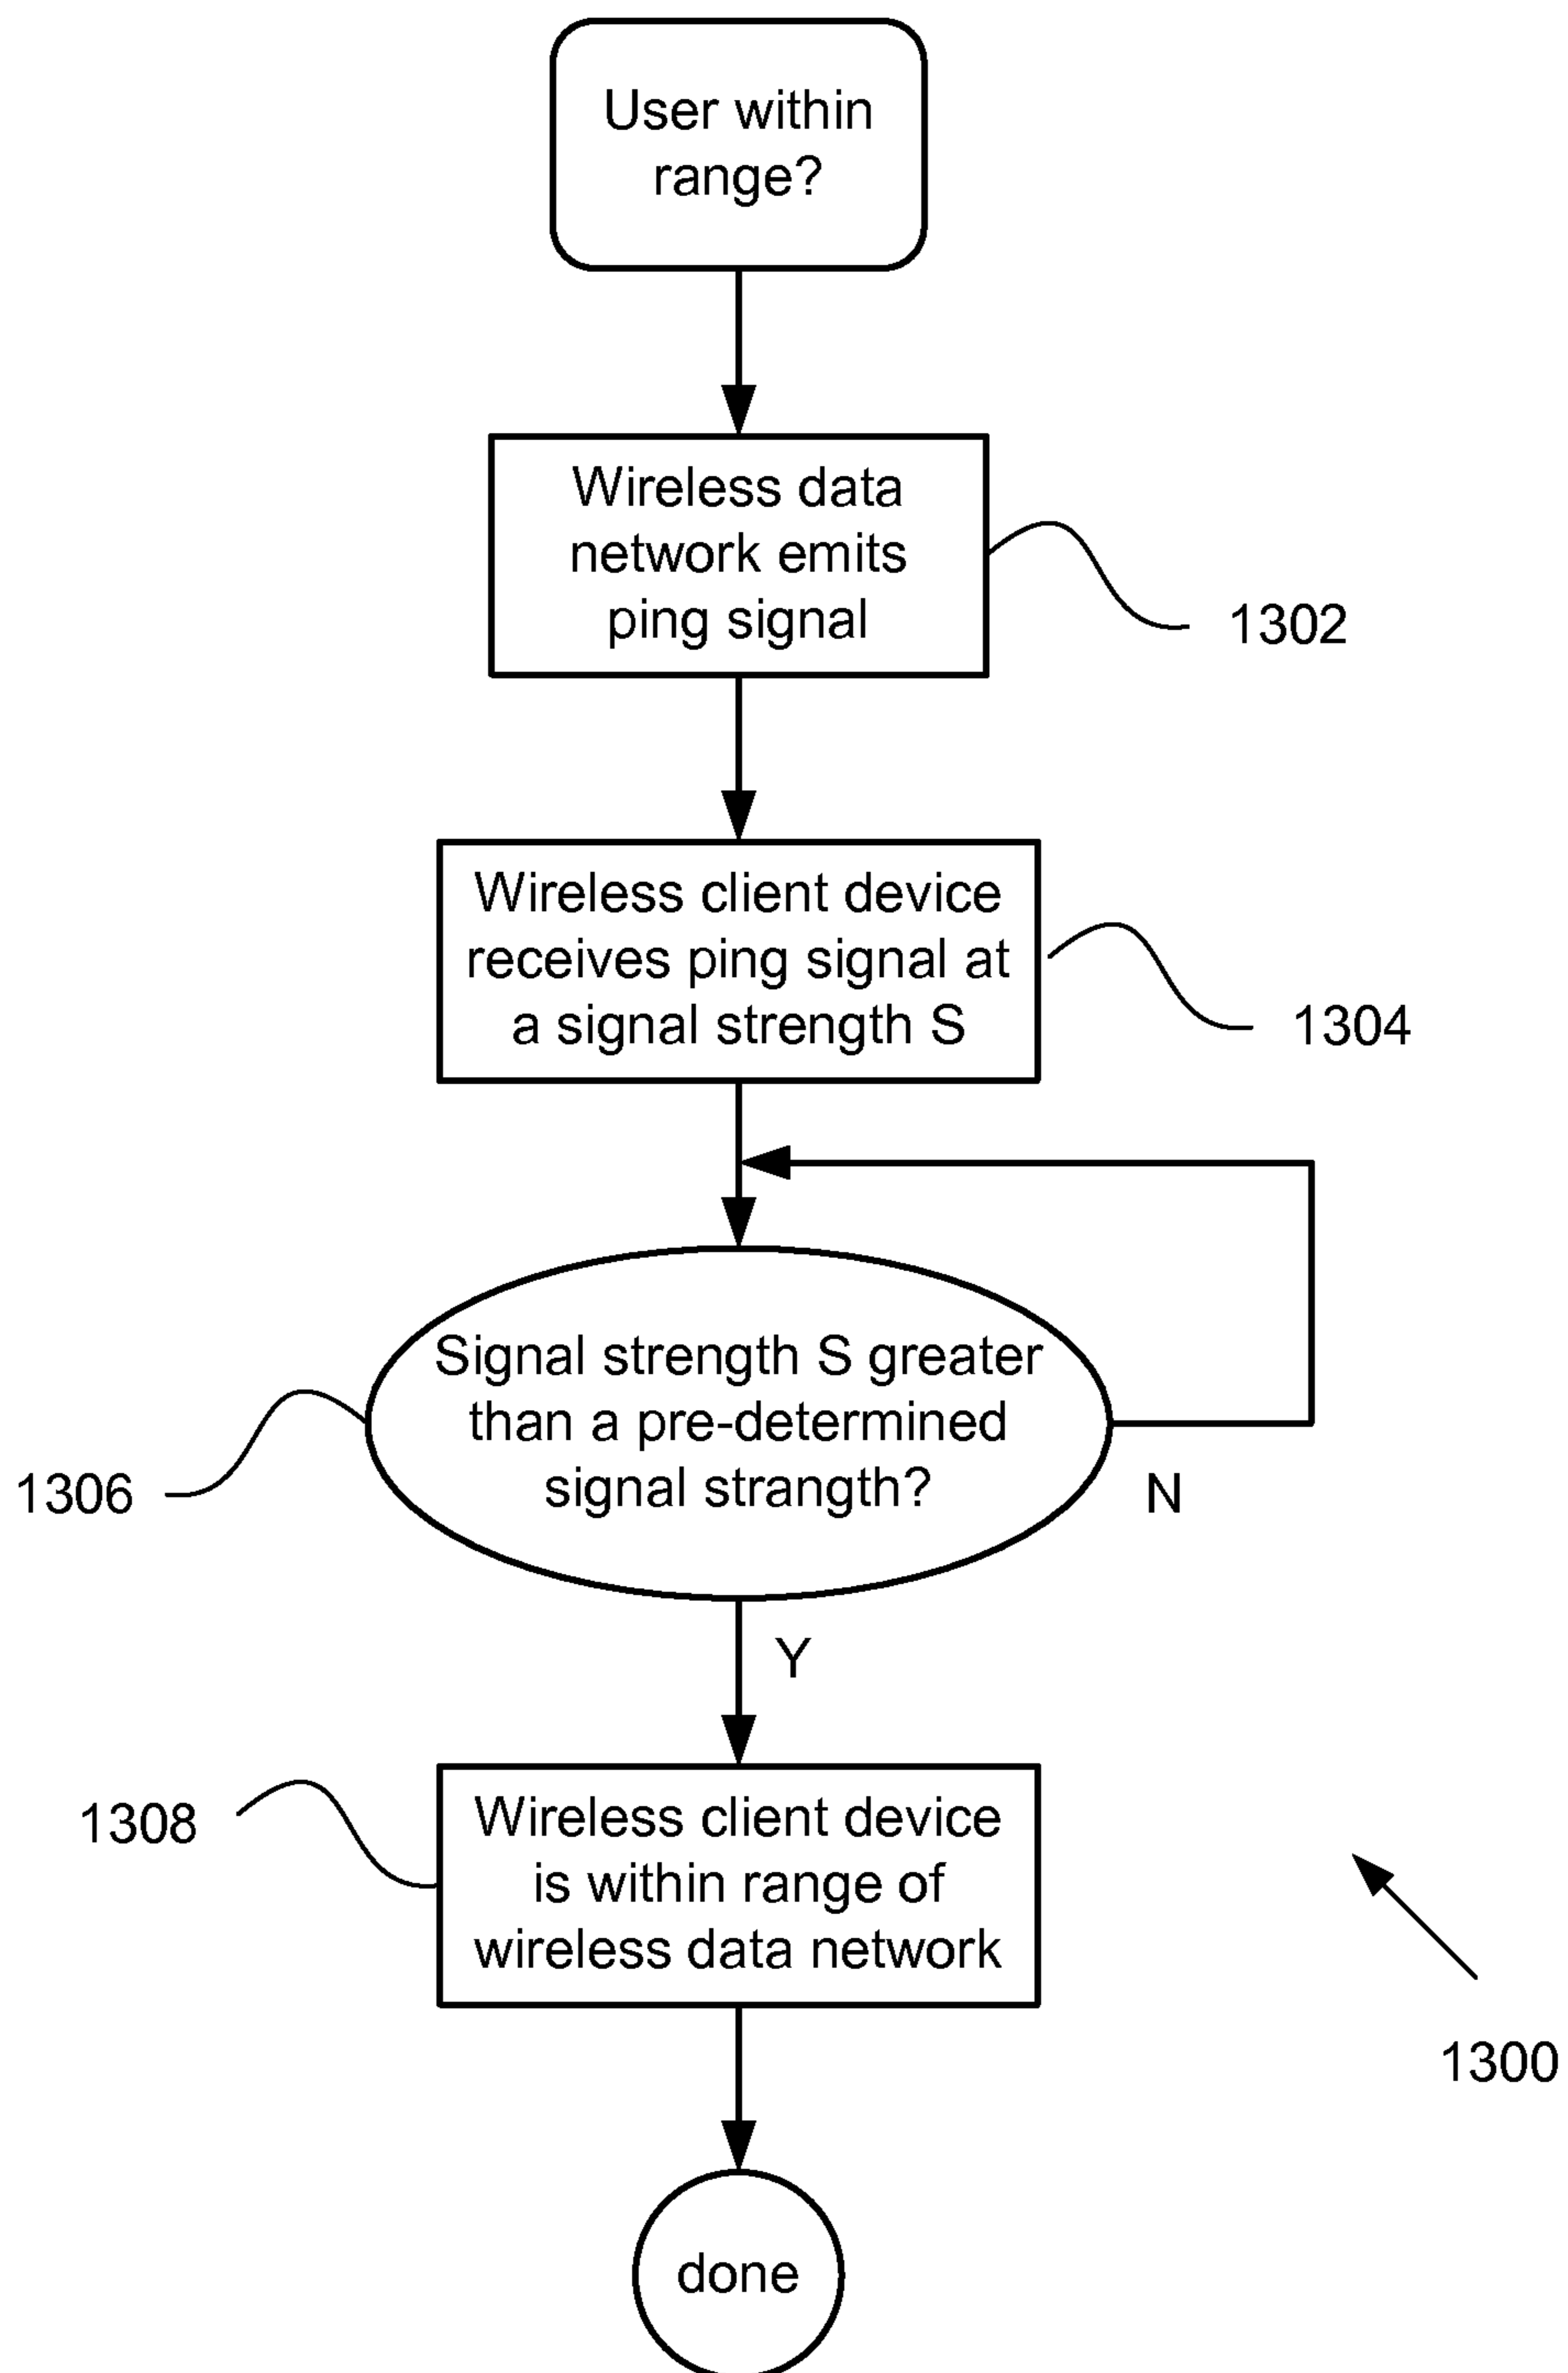 User within
range?
Wireless data
network emits
ping signal
1302
Wireless client device
receives ping signal at
a signal strength S
1304
Signal strength S greater
than a pre-determined
signal strangth?
1306
N
Y
Wireless client device
is within range of
wireless data network
1308
1300
done